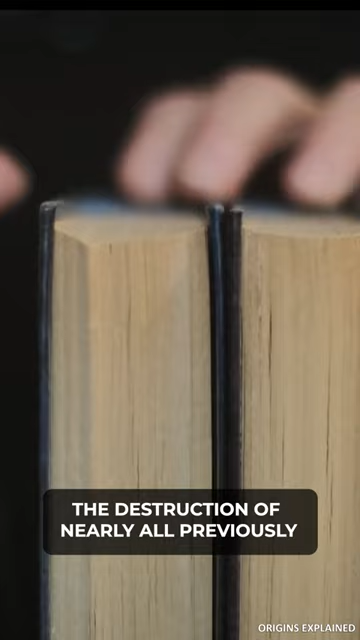 THE DESTRUCTION OF
NEARLY ALL PREVIOUSLY
ORIGINS EXPLAINED